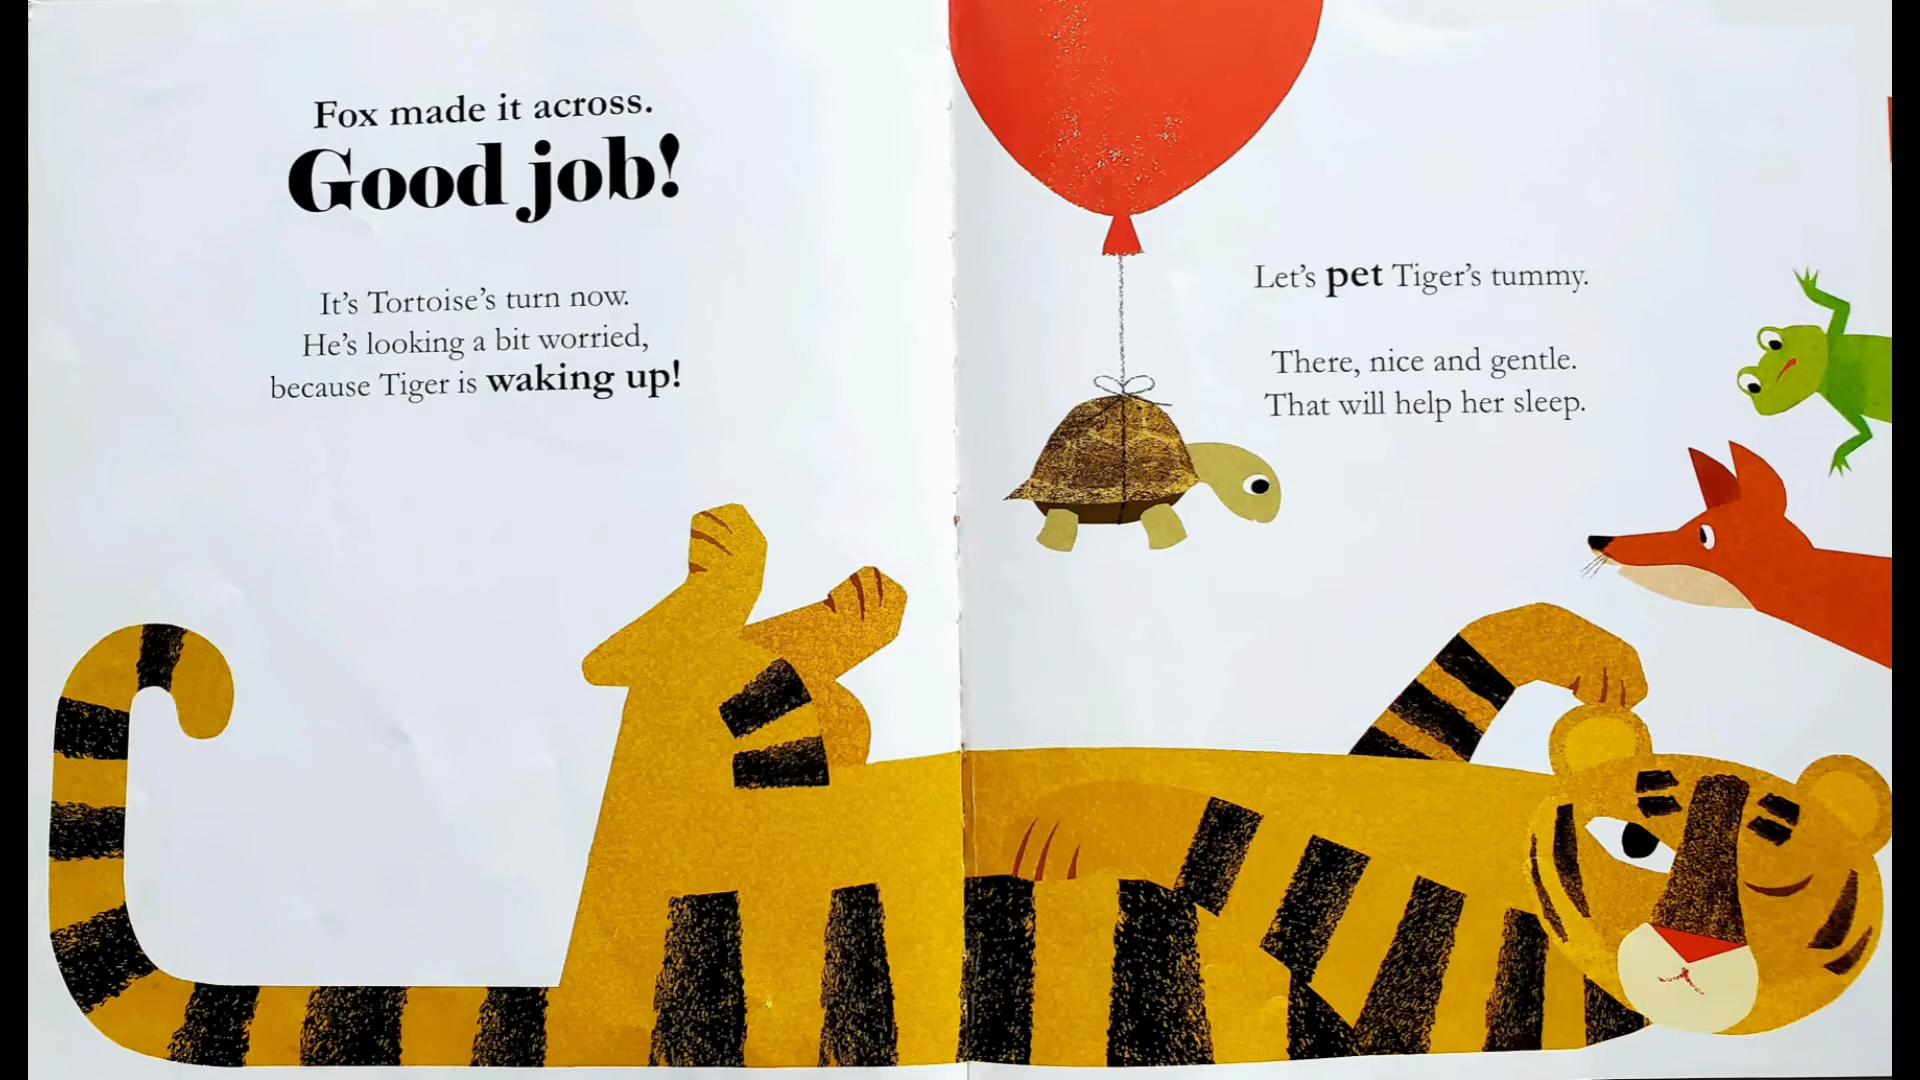 Fox made it across.
Good job!
It’s Tortoise’s turn now.
He’s looking a bit worried,
because Tiger is waking up!
Let’s pet Tiger’s tummy.
There, nice and gentle.
That will help her sleep.